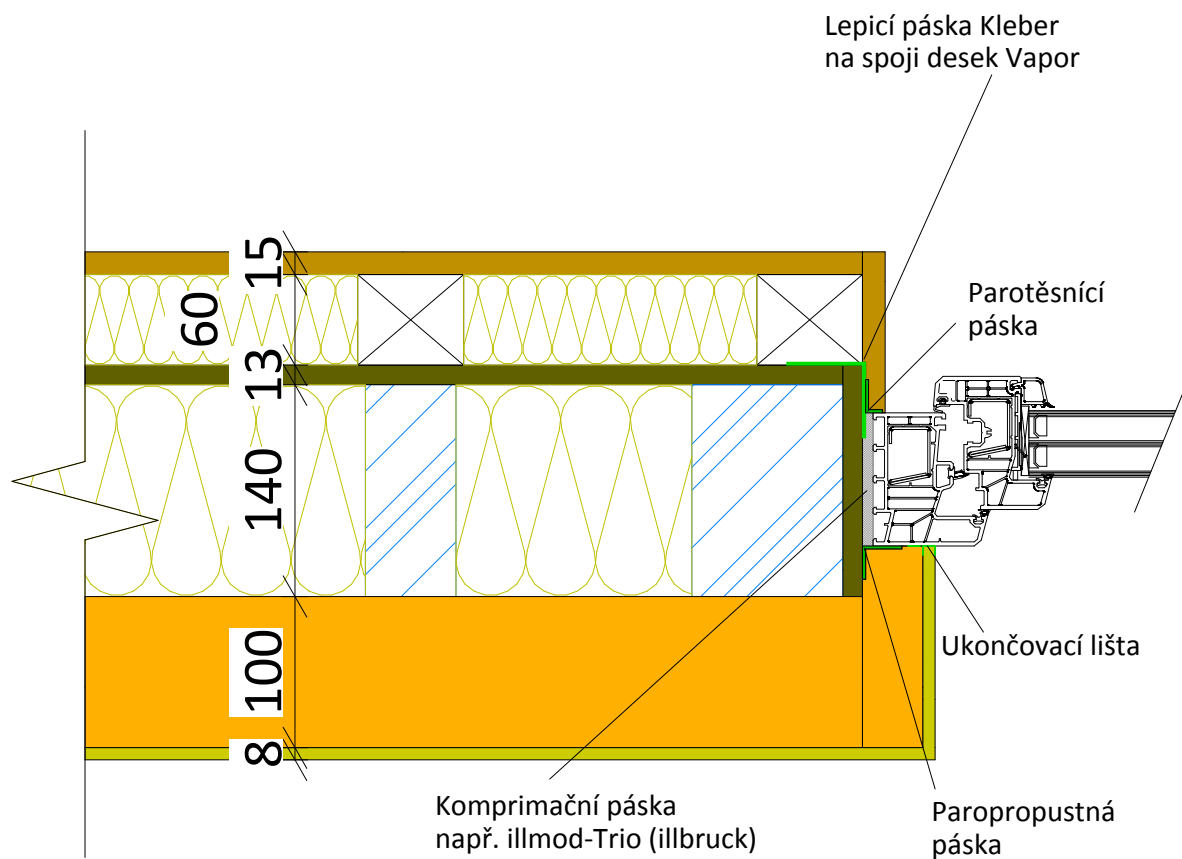 Lepicí páska Kleber
na spoji desek Vapor
Parotěsnící
páska
15
60
13
140
100
8
Ukončovací lišta
Komprimační páska
např. illmod-Trio (illbruck)
Paropropustná
páska